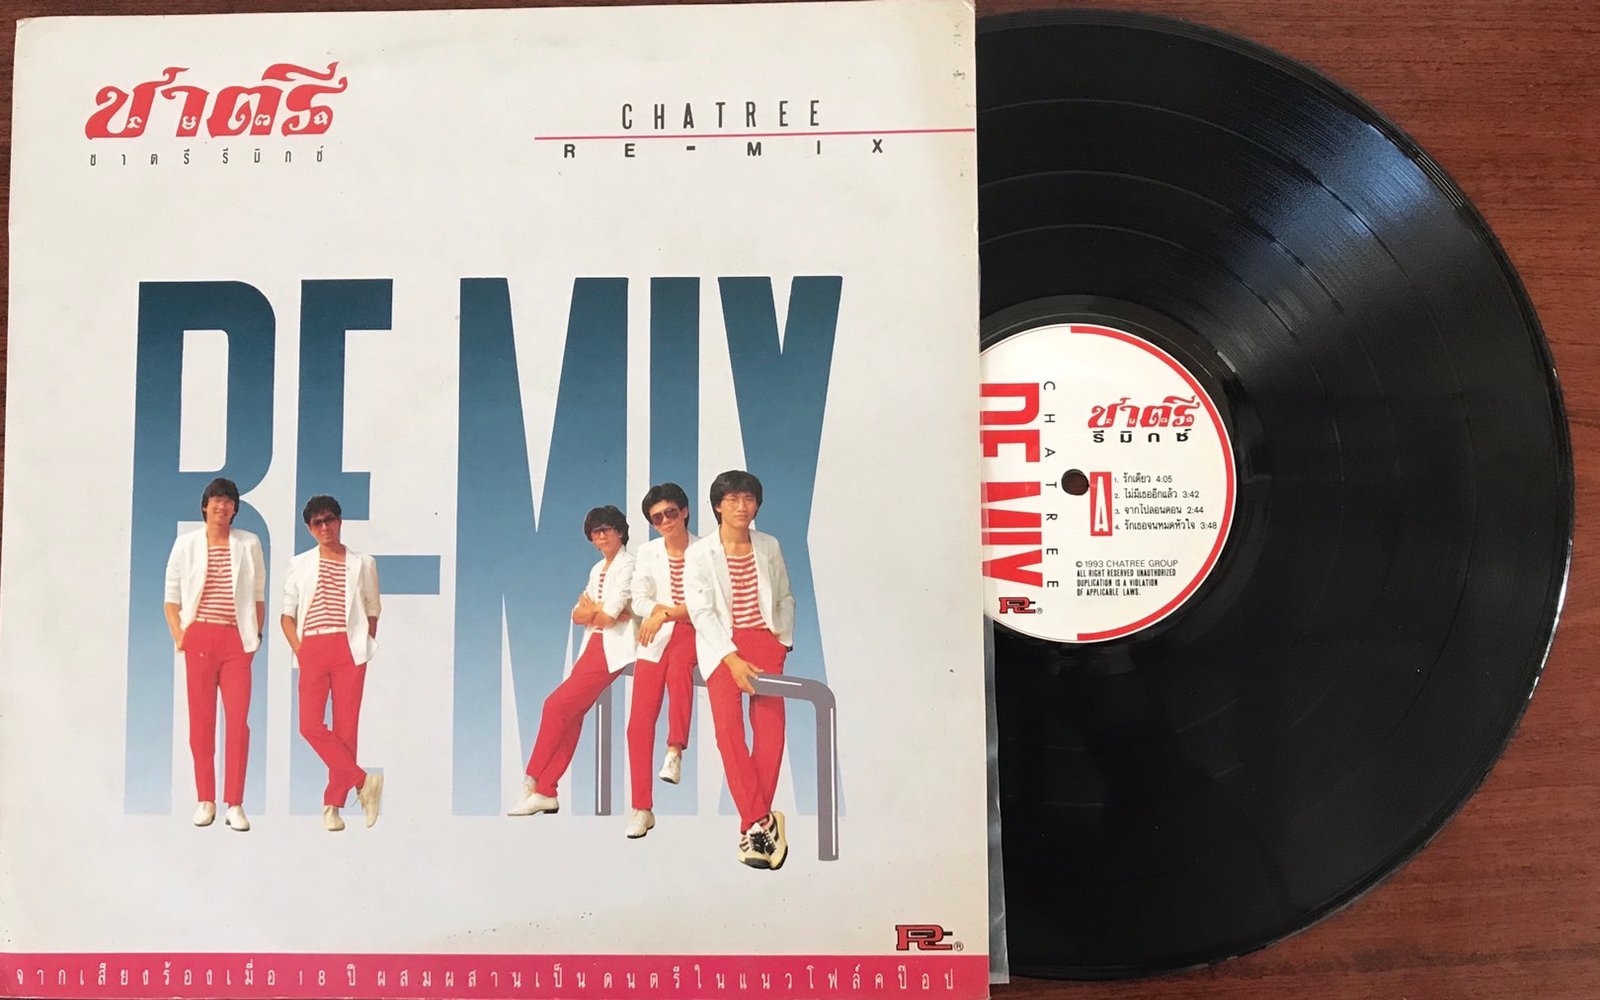 ชาตรี
ชาตรีรีมิกซ์
CHATREE
RE-MIX
RE-MIX
จากเสียงร้องเมื่อ 18 ปี ผสมผสานเป็นดนตรีในแนวโฟล์คป๊อป
CHATREE
RE-MIX
ชาตรี
รีมิกซ์
A
1. รักเดียว 4:05
2. ไม่มีเธออีกแล้ว 3:42
3. จากไปลอนดอน 2:44
4. รักเธอจนหมดหัวใจ 3:48
© 1993 CHATREE GROUP
ALL RIGHT RESERVED UNAUTHORIZED
DUPLICATION IS A VIOLATION
OF APPLICABLE LAWS.